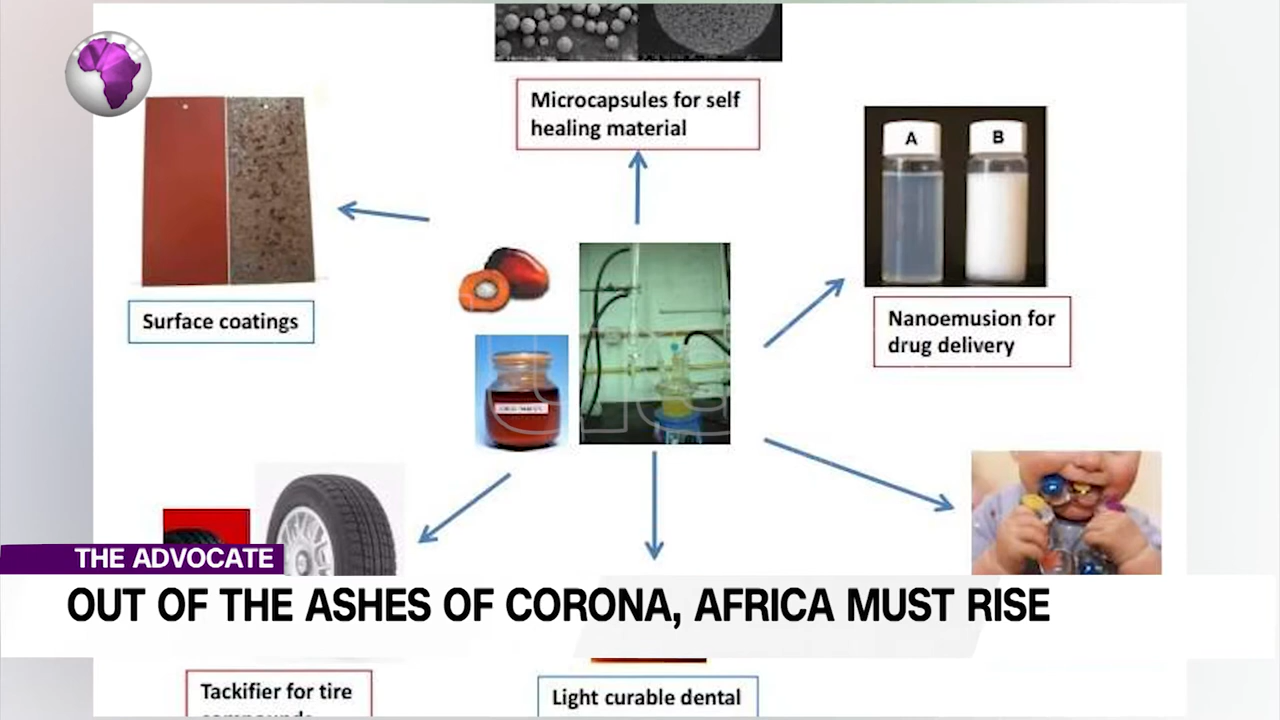 Microcapsules for self
healing material
A
B
Surface coatings
Nanoemusion for
drug delivery
THE ADVOCATE
OUT OF THE ASHES OF CORONA, AFRICA MUST RISE
Tackifier for tire
compounds
Light curable dental